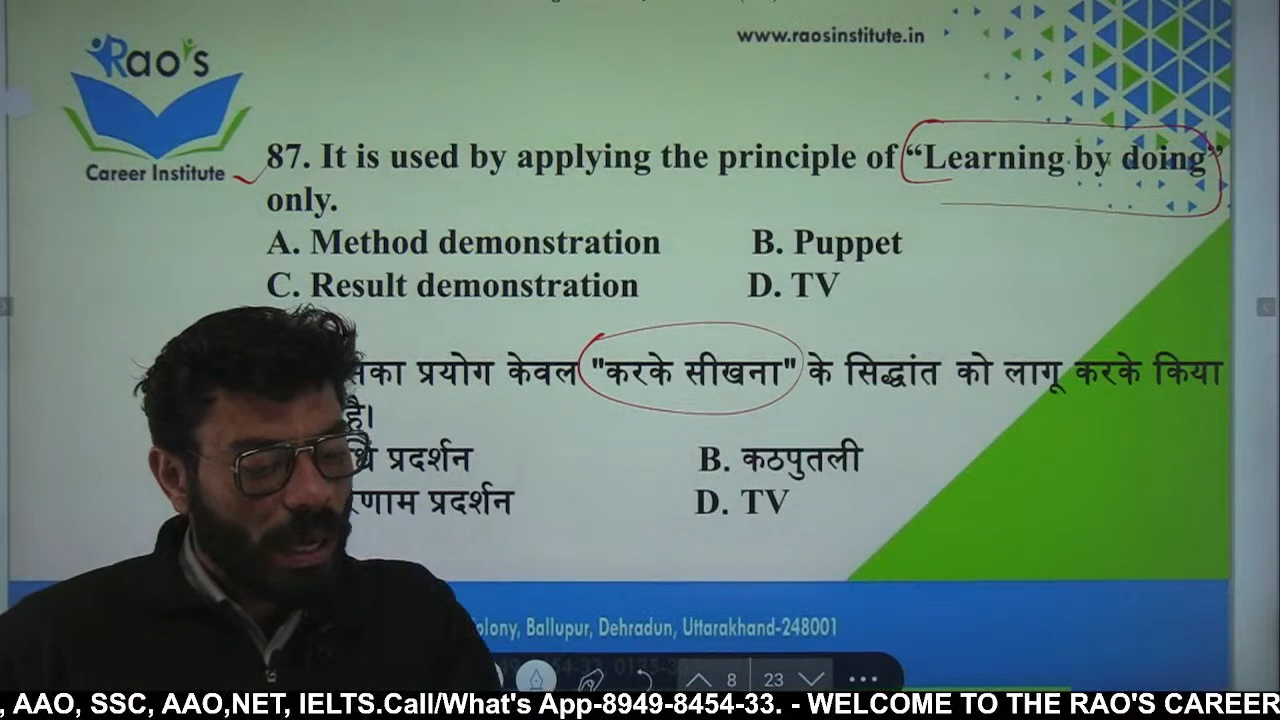 www.raosinstitute.in
Rao's
Career Institute
87. It is used by applying the principle of “Learning by doing”
only.
A. Method demonstration B. Puppet
C. Result demonstration D. TV
प्रयोग केवल "करके सीखना" के सिद्धांत को लागू करके किया
है।
प्रदर्शन B. कठपुतली
प्रदर्शन D. TV
Ballupur, Dehradun, Uttarakhand-248001
8 23
, AAO, SSC, AAO,NET, IELTS.Call/What's App-8949-8454-33. - WELCOME TO THE RAO'S CAREER